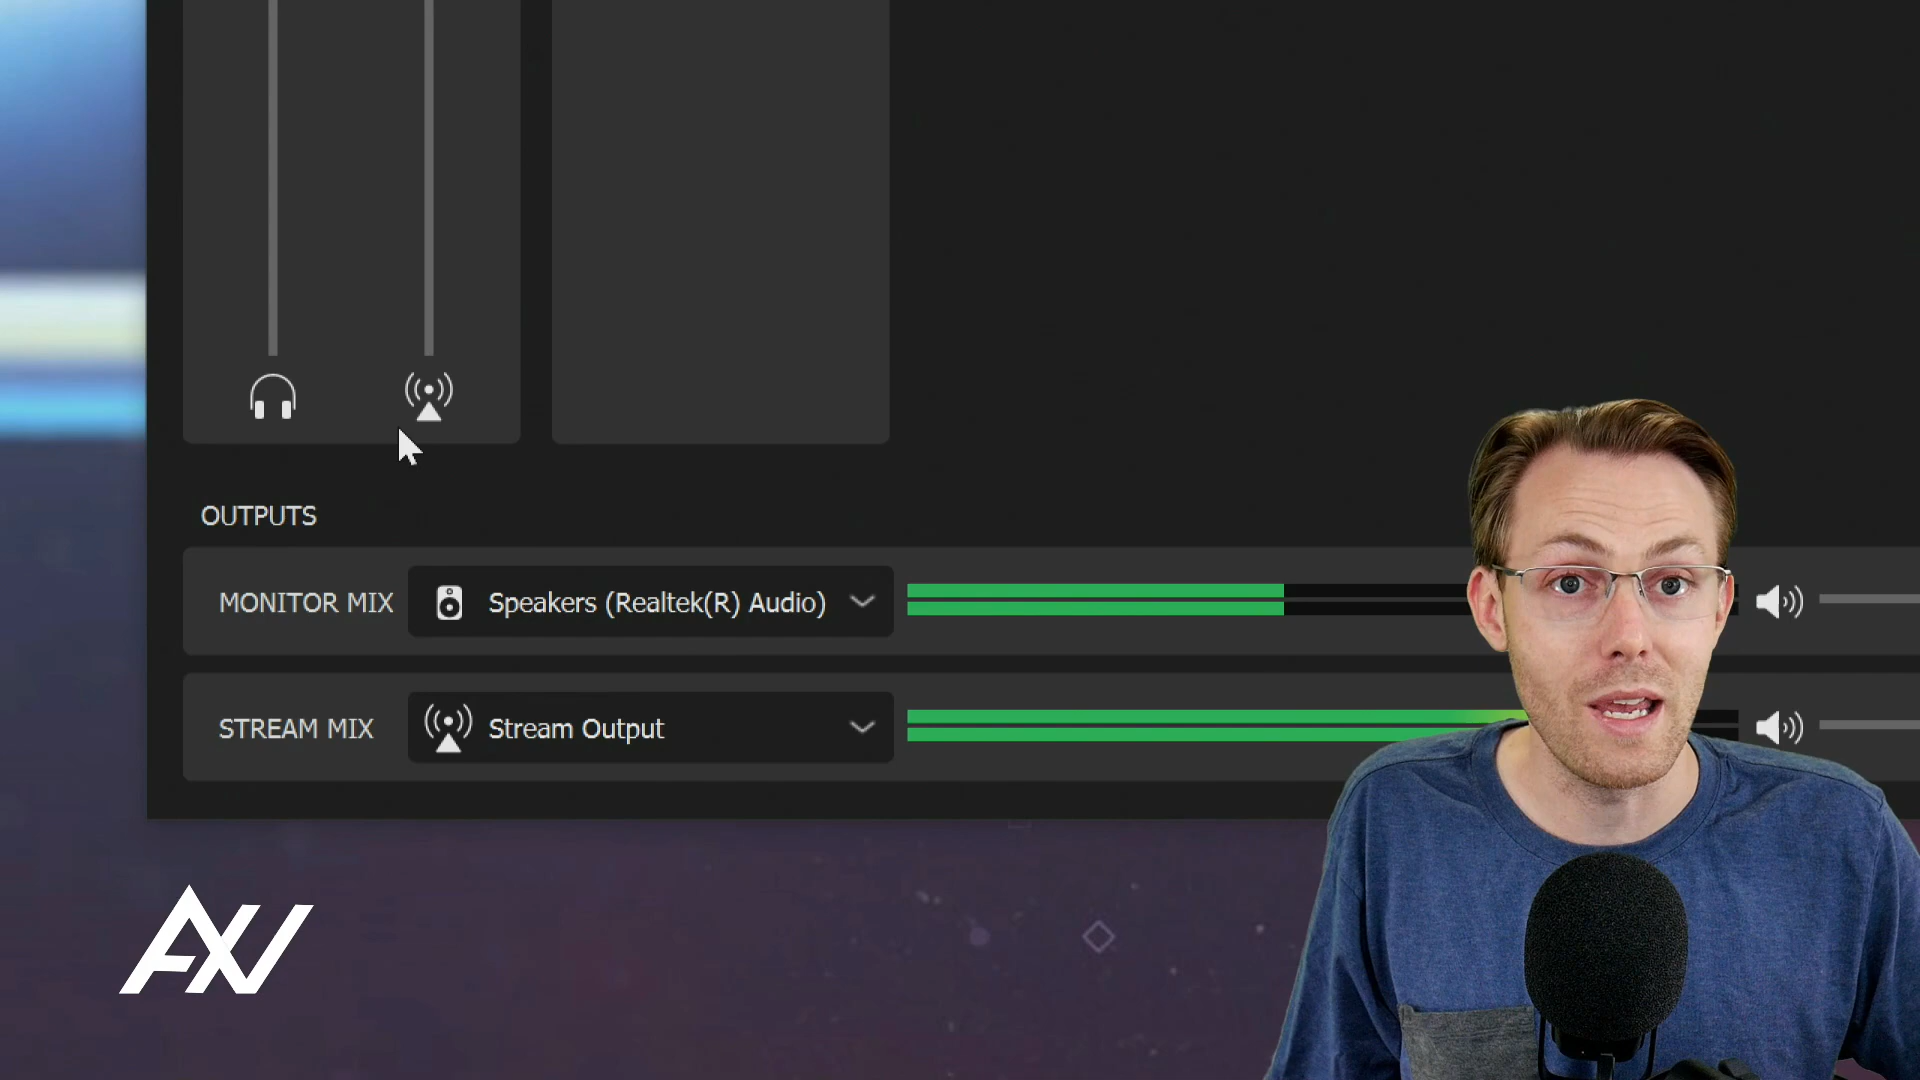 OUTPUTS
MONITOR MIX
Speakers (Realtek(R) Audio)
STREAM MIX
Stream Output